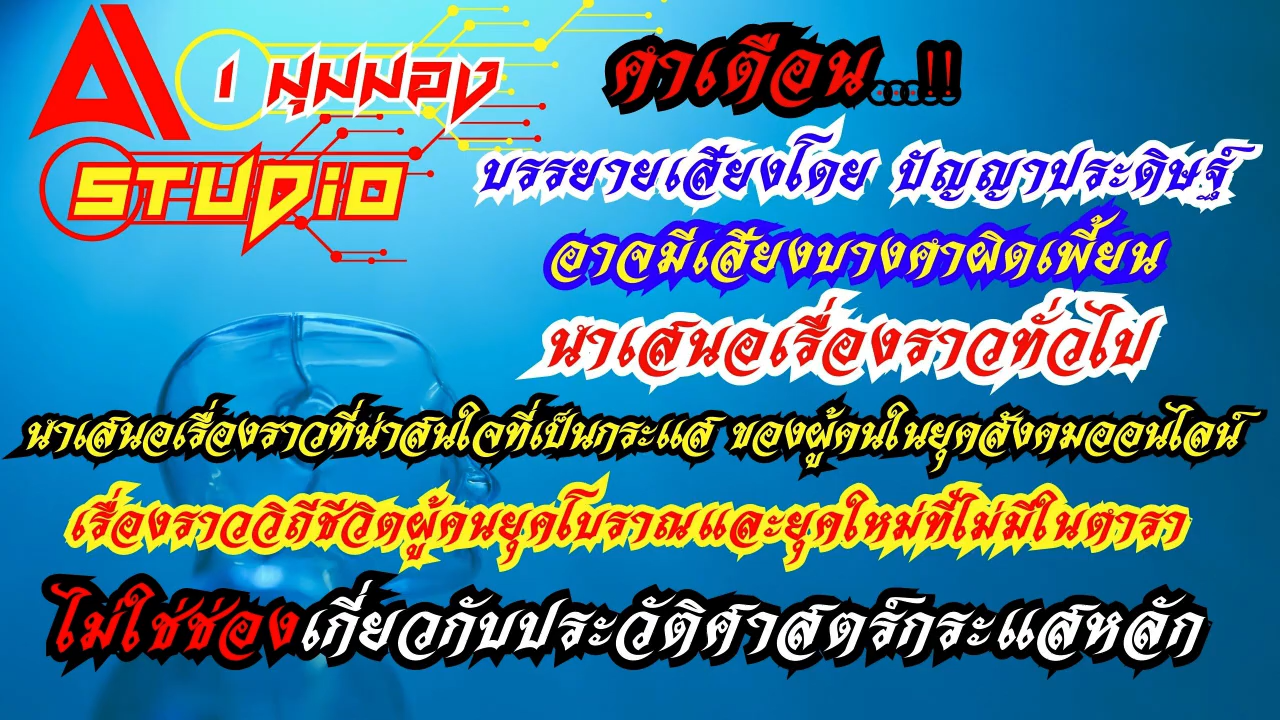 AI
1 มุมมอง
STUDiO
คำเตือน...!!
บรรยายเสียงโดย ปัญญาประดิษฐ์
อาจมีเสียงบางคำผิดเพี้ยน
นำเสนอเรื่องราวทั่วไป
นำเสนอเรื่องราวที่น่าสนใจที่เป็นกระแส ของผู้คนในยุคสังคมออนไลน์
เรื่องราววิถีชีวิตผู้คนยุคโบราณและยุคใหม่ที่ไม่มีในตำรา
ไม่ใช่ช่องเกี่ยวกับประวัติศาสตร์กระแสหลัก